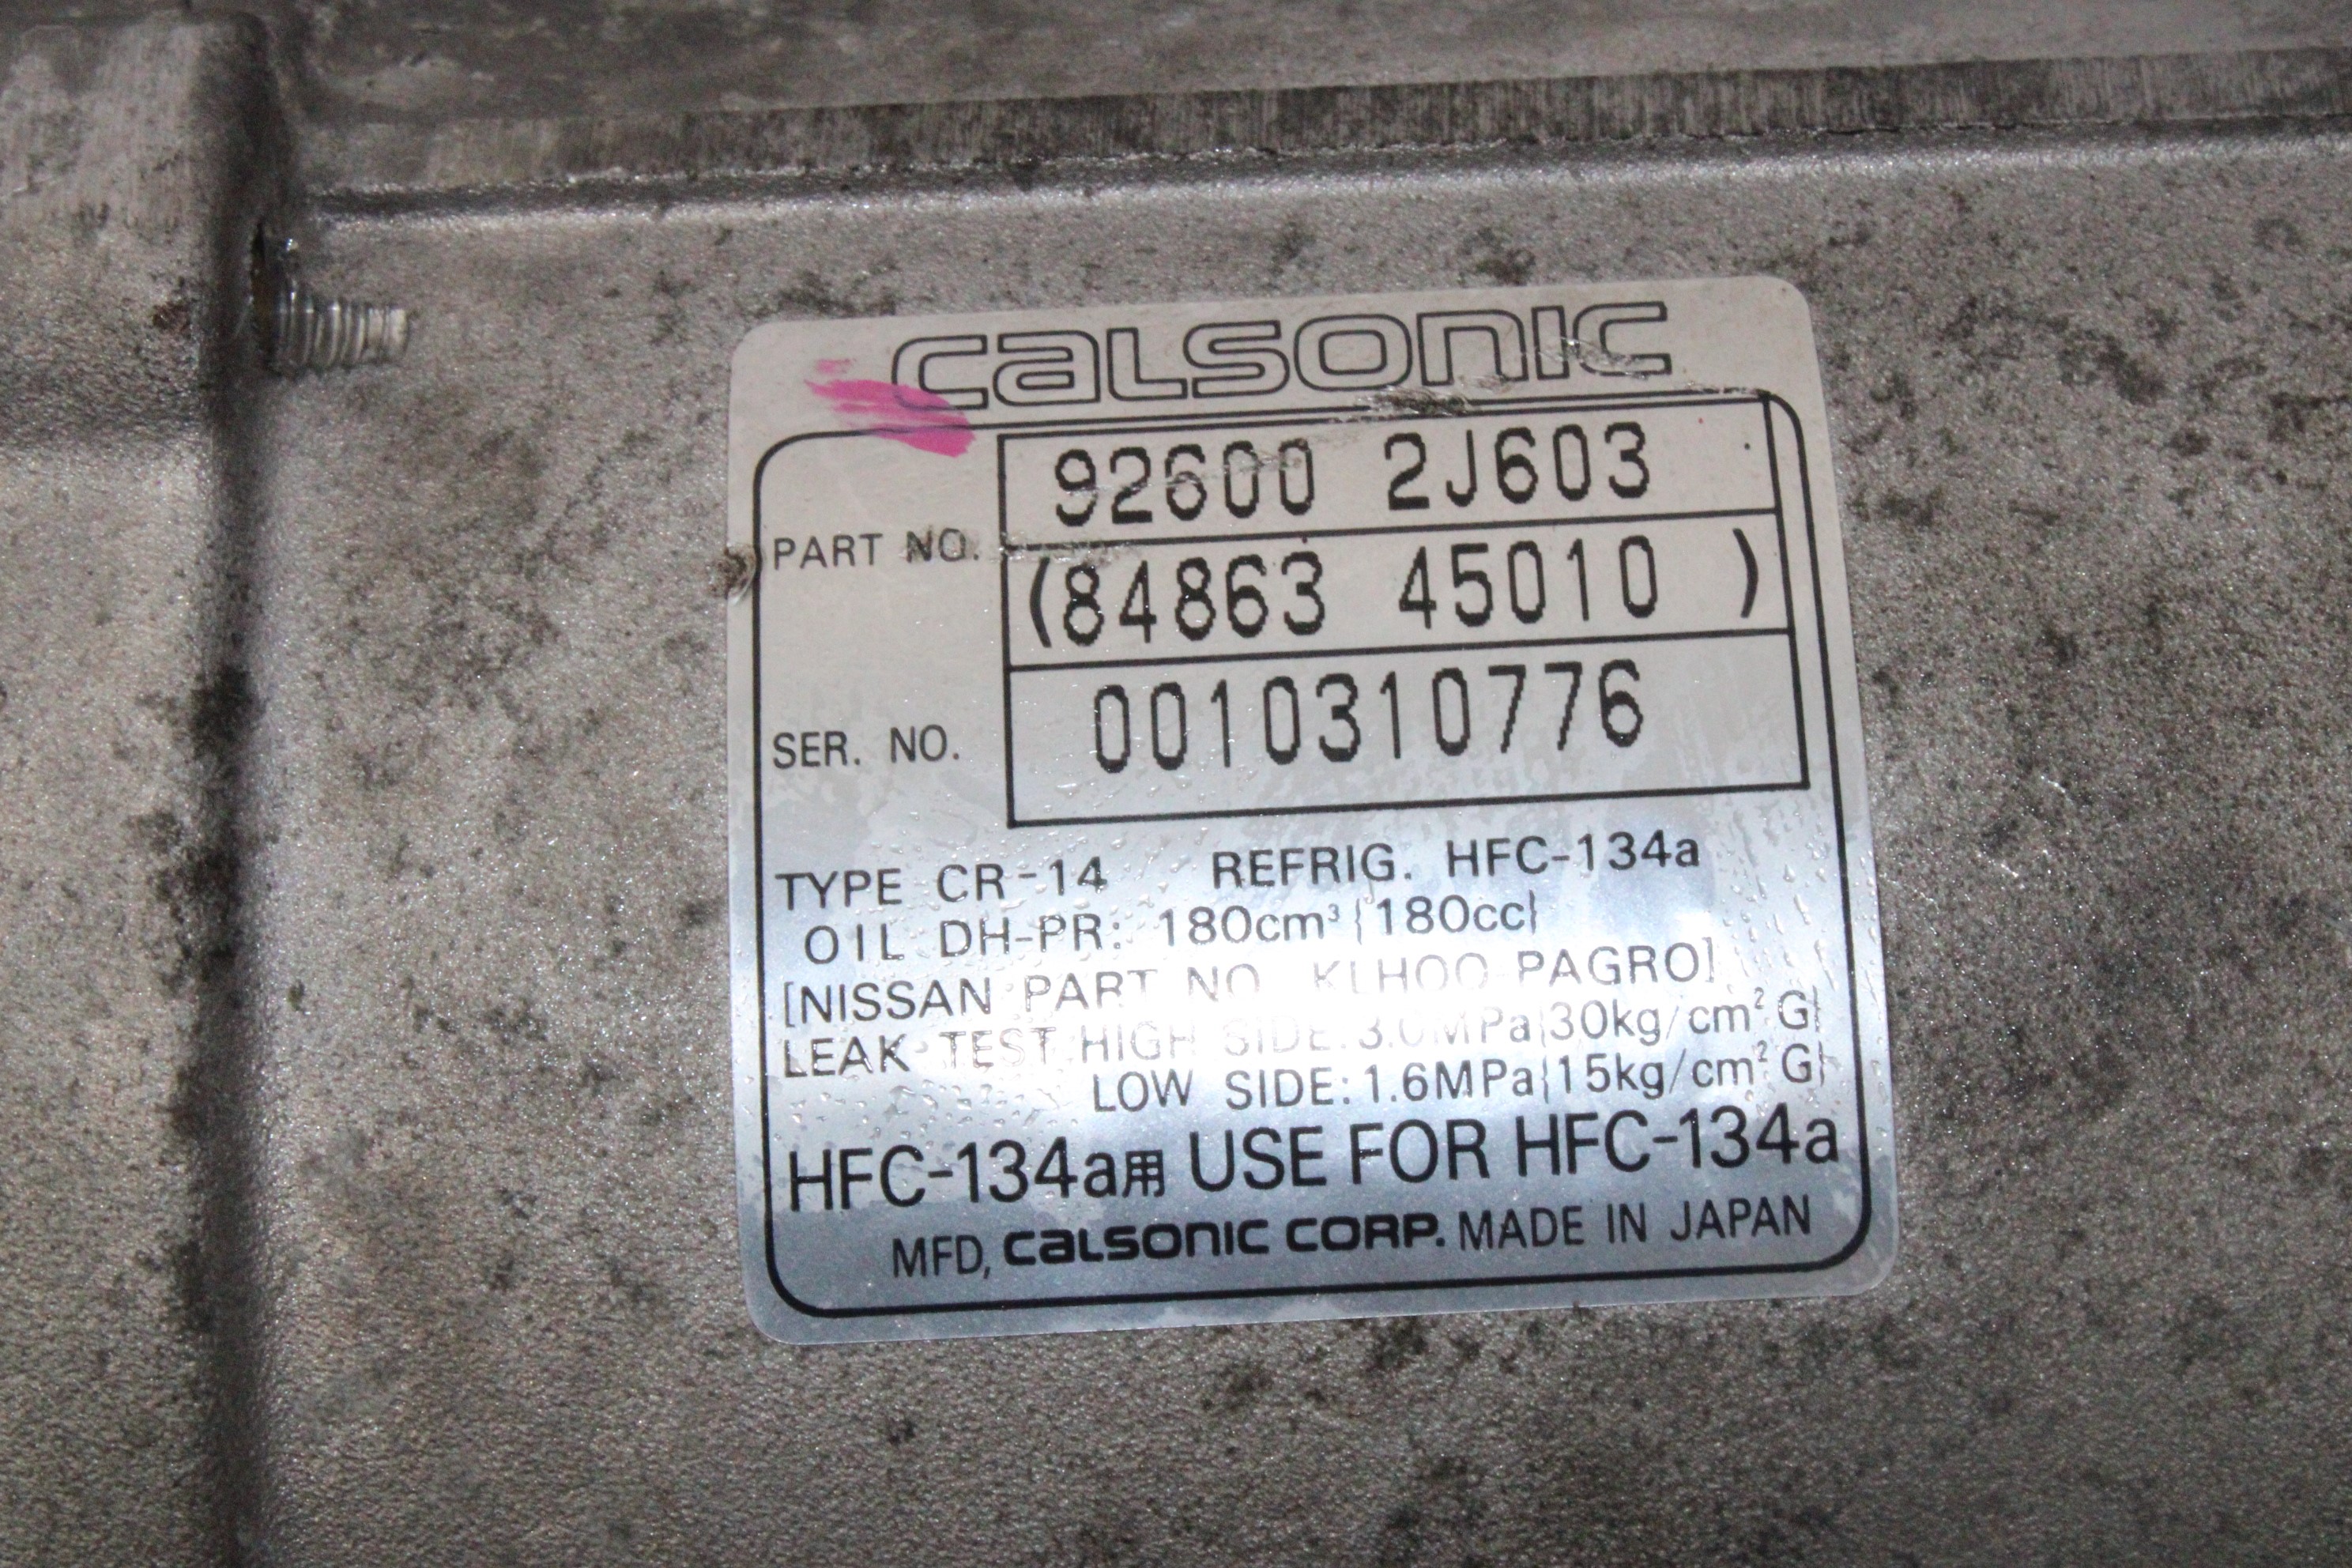 CALSONIC
PART NO. 92600 2J603
(84863 45010 )
SER. NO. 0010310776
TYPE CR-14 REFRIG. HFC-134a
OIL DH-PR: 180cm³{180cc}
[NISSAN PART NO. KLHOO-PAGRO]
LEAK TEST HIGH SIDE:3.0MPa{30kg/cm²G}
LOW SIDE:1.6MPa{15kg/cm²G}
HFC-134a用 USE FOR HFC-134a
MFD, CALSONIC CORP. MADE IN JAPAN